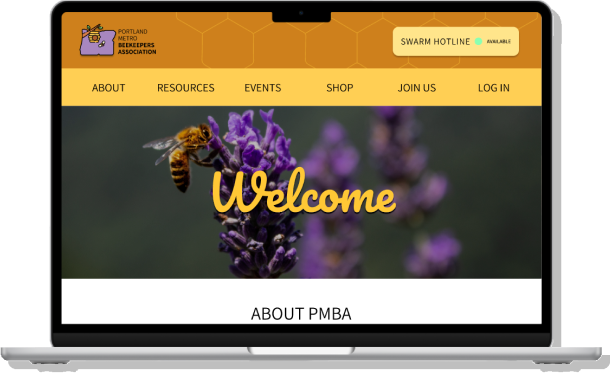 PORTLAND
METRO
BEEKEEPERS
ASSOCIATION
SWARM HOTLINE AVAILABLE
ABOUT RESOURCES EVENTS SHOP JOIN US LOG IN
Welcome
ABOUT PMBA